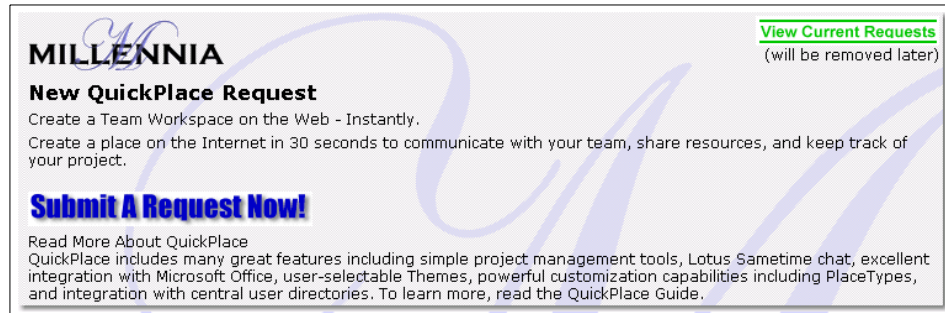 View Current Requests
(will be removed later)
MILLENNIA
New QuickPlace Request
Create a Team Workspace on the Web - Instantly.
Create a place on the Internet in 30 seconds to communicate with your team, share resources, and keep track of
your project.
Submit A Request Now!
Read More About QuickPlace
QuickPlace includes many great features including simple project management tools, Lotus Sametime chat, excellent
integration with Microsoft Office, user-selectable Themes, powerful customization capabilities including PlaceTypes,
and integration with central user directories. To learn more, read the QuickPlace Guide.